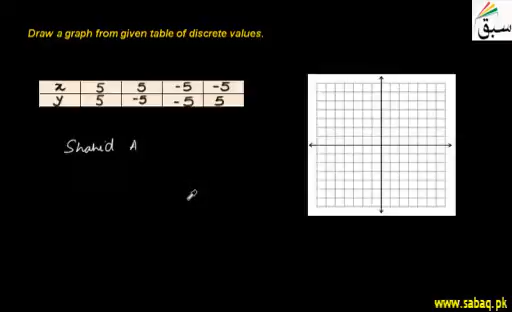 Draw a graph from given table of discrete values.
سبق
x 5 5 -5 -5
y 5 -5 -5 5
Shahid A
www.sabaq.pk